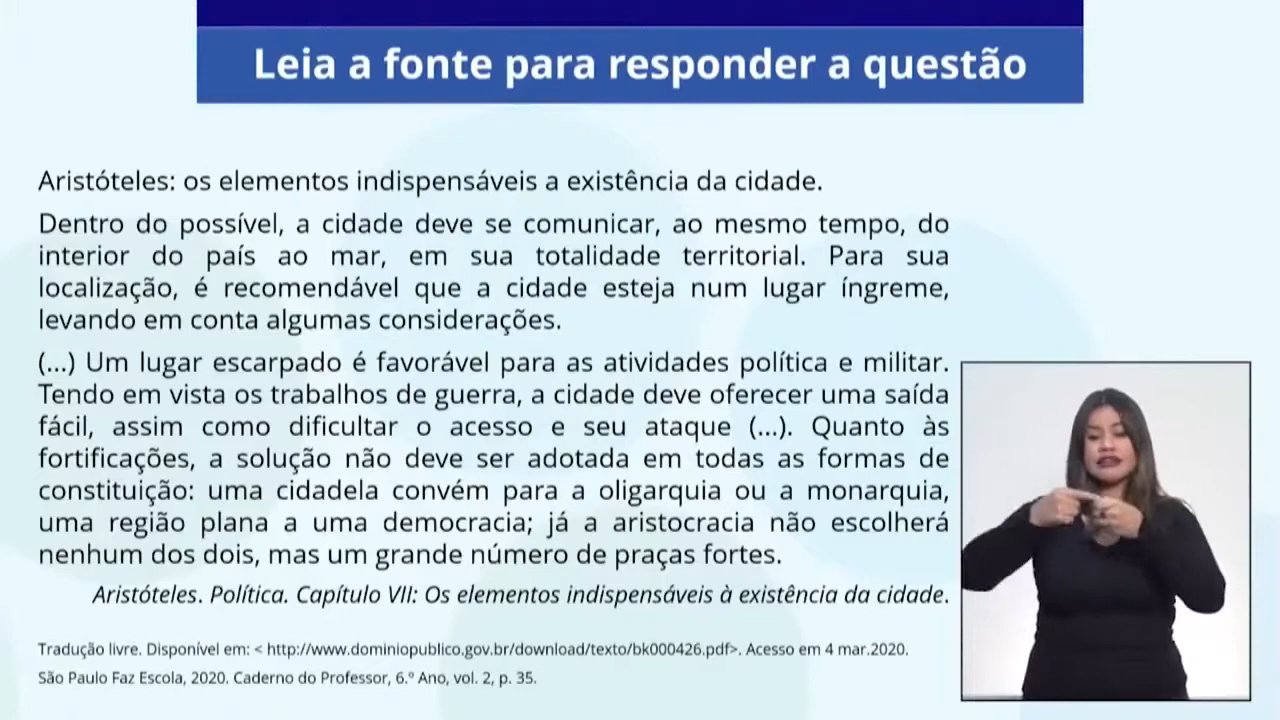 Leia a fonte para responder a questão
Aristóteles: os elementos indispensáveis a existência da cidade.
Dentro do possível, a cidade deve se comunicar, ao mesmo tempo, do
interior do país ao mar, em sua totalidade territorial. Para sua
localização, é recomendável que a cidade esteja num lugar íngreme,
levando em conta algumas considerações.
(...) Um lugar escarpado é favorável para as atividades política e militar.
Tendo em vista os trabalhos de guerra, a cidade deve oferecer uma saída
fácil, assim como dificultar o acesso e seu ataque (...). Quanto às
fortificações, a solução não deve ser adotada em todas as formas de
constituição: uma cidadela convém para a oligarquia ou a monarquia,
uma região plana a uma democracia; já a aristocracia não escolherá
nenhum dos dois, mas um grande número de praças fortes.
Aristóteles. Política. Capítulo VII: Os elementos indispensáveis à existência da cidade.
Tradução livre. Disponível em: < http://www.dominiopublico.gov.br/download/texto/bk000426.pdf>. Acesso em 4 mar.2020.
São Paulo Faz Escola, 2020. Caderno do Professor, 6.º Ano, vol. 2, p. 35.